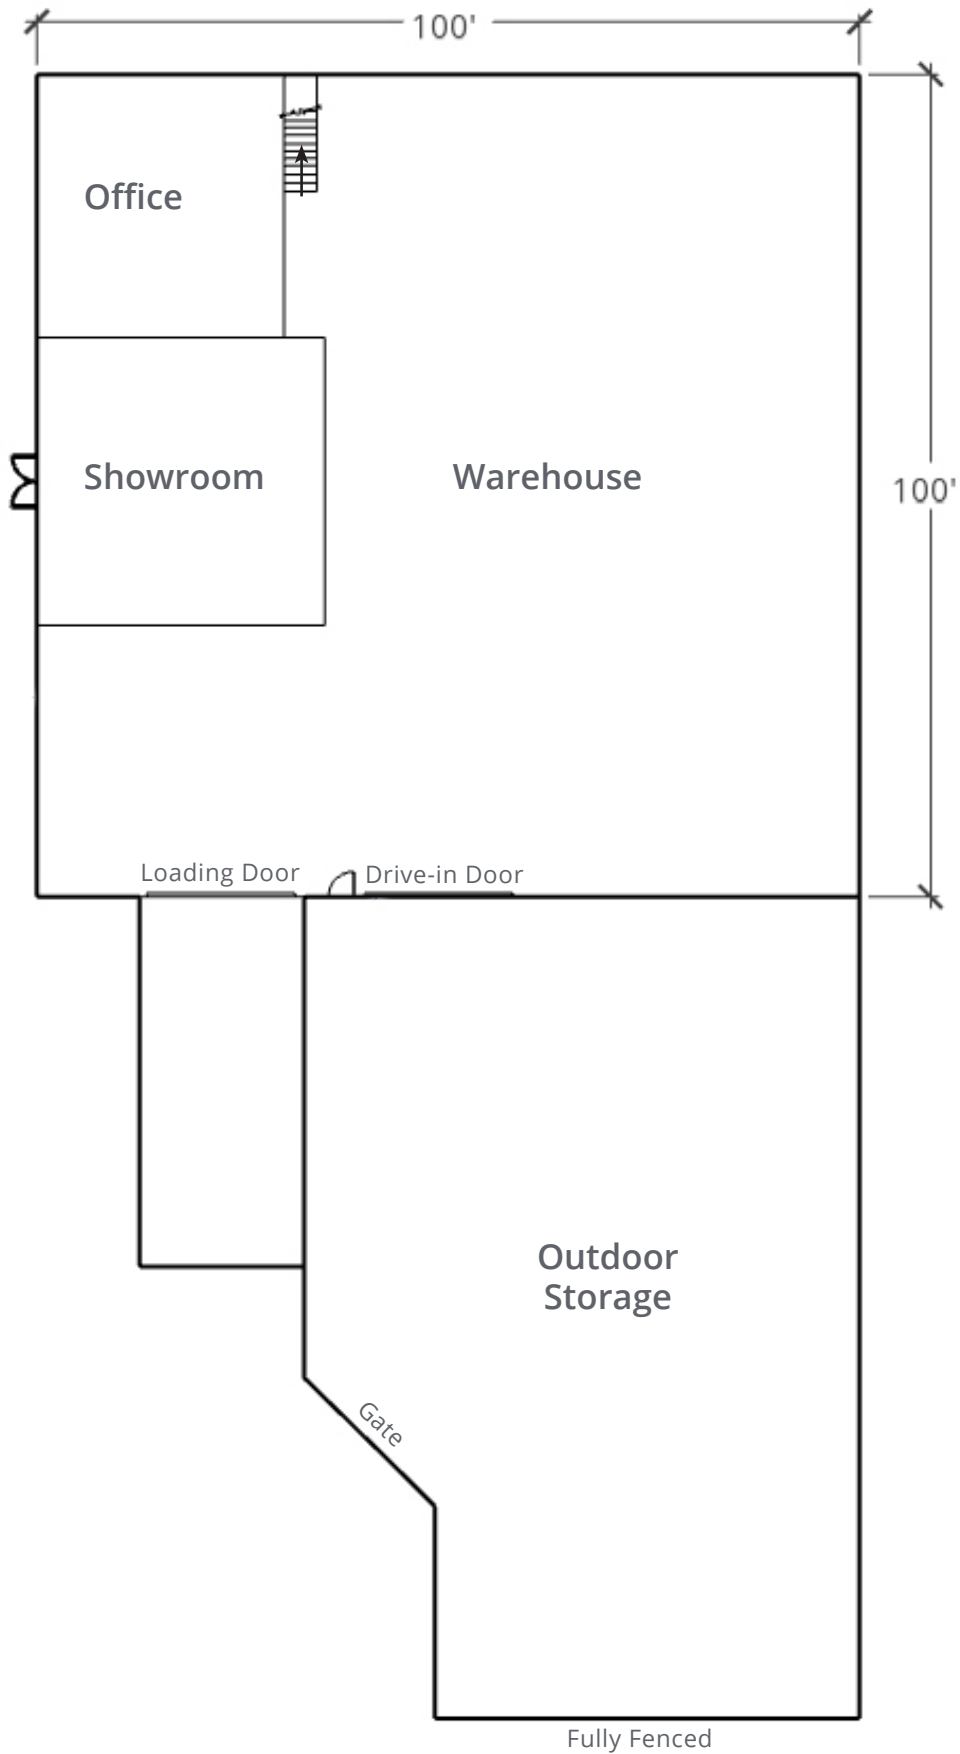 100'
Office
Showroom
Warehouse
100'
Loading Door
Drive-in Door
Outdoor
Storage
Gate
Fully Fenced